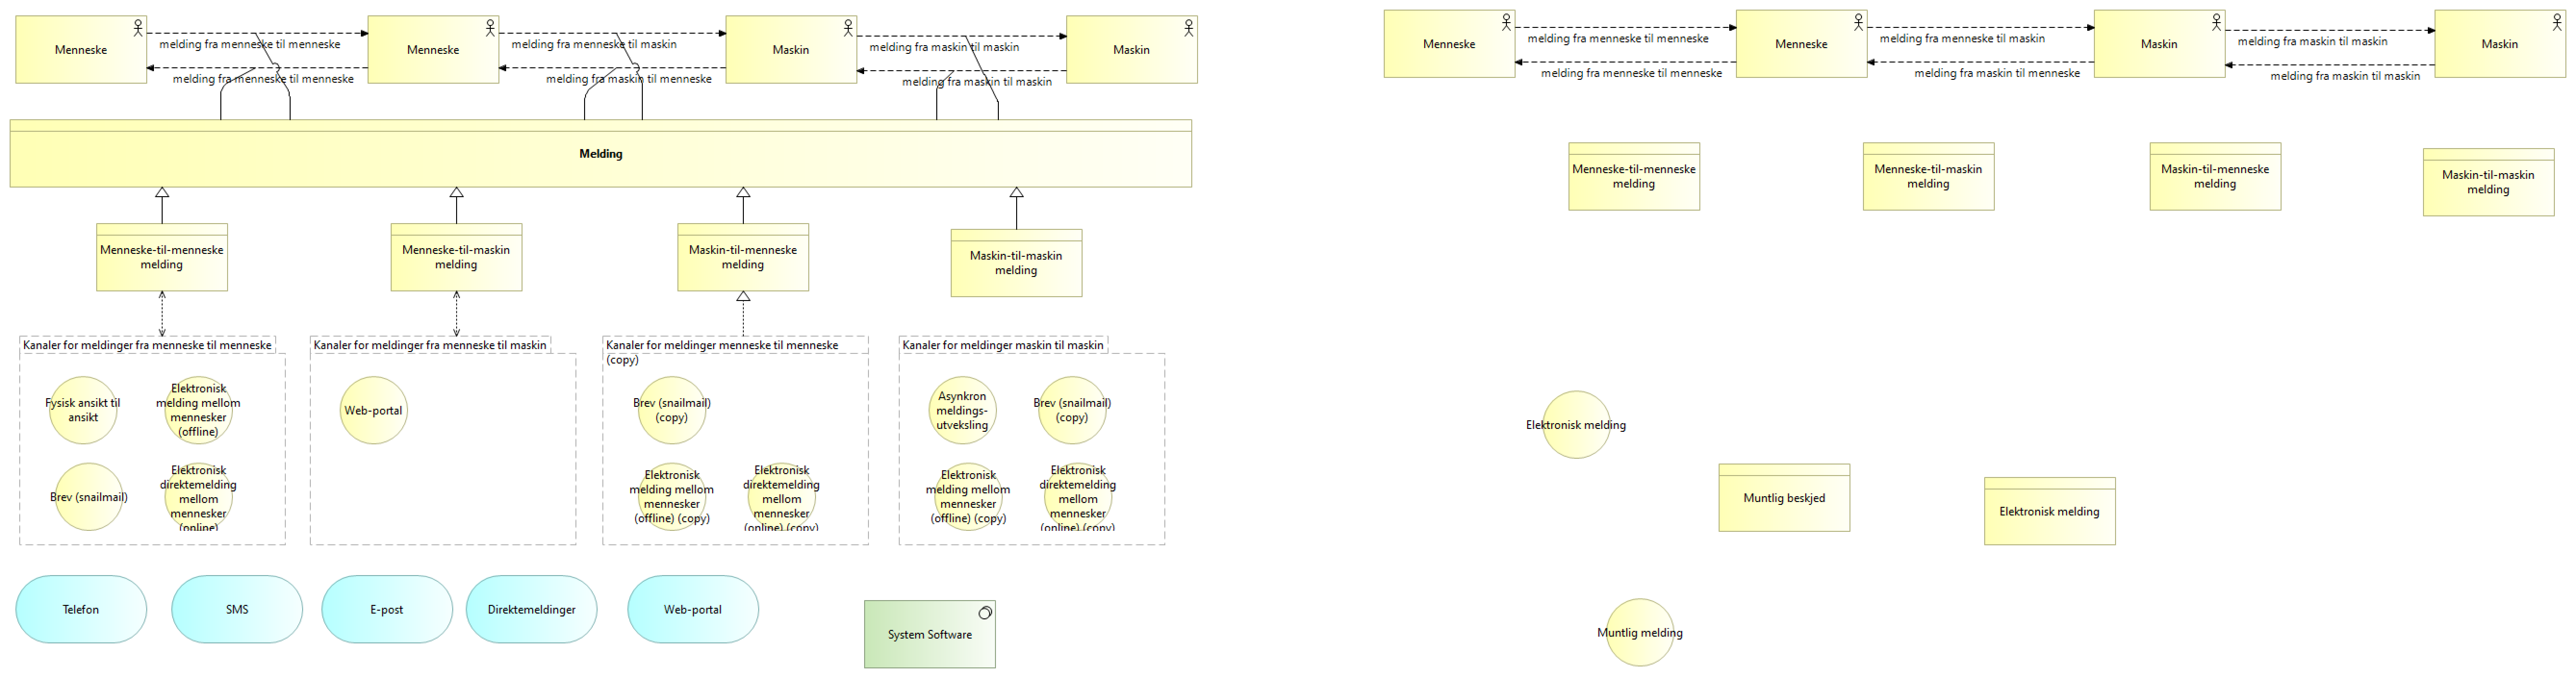 Menneske
melding fra menneske til menneske
melding fra menneske til menneske
Menneske
melding fra menneske til maskin
melding fra maskin til menneske
Maskin
melding fra maskin til maskin
melding fra maskin til maskin
Maskin
Melding
Menneske-til-menneske
melding
Menneske-til-maskin
melding
Maskin-til-menneske
melding
Maskin-til-maskin
melding
Kanaler for meldinger fra menneske til menneske
Fysisk ansikt til
ansikt
Elektronisk
melding mellom
mennesker
(offline)
Brev (snailmail)
Elektronisk
direktemelding
mellom
mennesker
(online)
Kanaler for meldinger fra menneske til maskin
Web-portal
Kanaler for meldinger menneske til menneske
(copy)
Brev (snailmail)
(copy)
Elektronisk
melding mellom
mennesker
(offline) (copy)
Elektronisk
direktemelding
mellom
mennesker
(online) (copy)
Kanaler for meldinger maskin til maskin
Asynkron
meldings-
utveksling
Brev (snailmail)
(copy)
Elektronisk
melding mellom
mennesker
(offline) (copy)
Elektronisk
direktemelding
mellom
mennesker
(online) (copy)
Telefon
SMS
E-post
Direktemeldinger
Web-portal
System Software
Menneske
melding fra menneske til menneske
melding fra menneske til menneske
Menneske
melding fra menneske til maskin
melding fra maskin til menneske
Maskin
melding fra maskin til maskin
melding fra maskin til maskin
Maskin
Menneske-til-menneske
melding
Menneske-til-maskin
melding
Maskin-til-menneske
melding
Maskin-til-maskin
melding
Elektronisk melding
Muntlig beskjed
Elektronisk melding
Muntlig melding